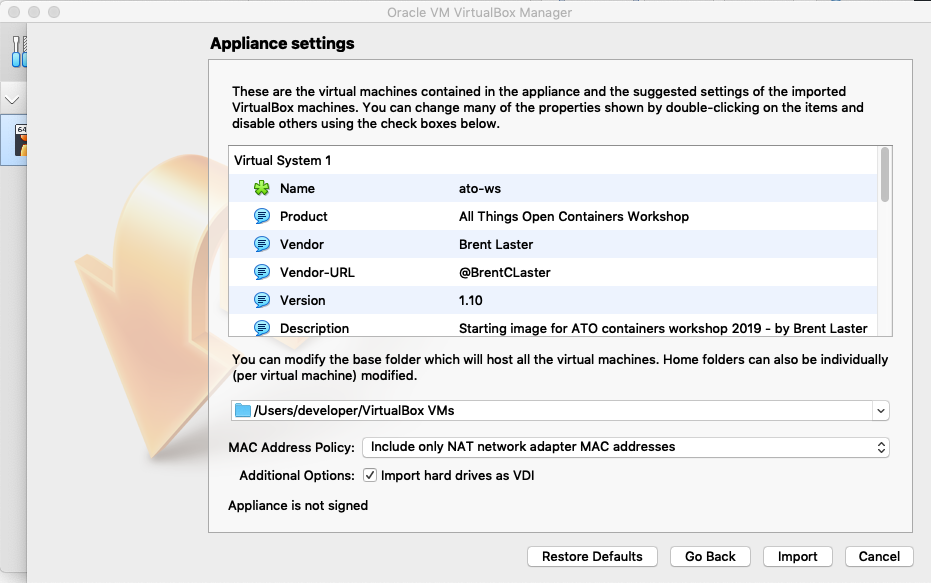 Oracle VM VirtualBox Manager
Appliance settings
These are the virtual machines contained in the appliance and the suggested settings of the imported
VirtualBox machines. You can change many of the properties shown by double-clicking on the items and
disable others using the check boxes below.
Virtual System 1
Name ato-ws
Product All Things Open Containers Workshop
Vendor Brent Laster
Vendor-URL @BrentCLaster
Version 1.10
Description Starting image for ATO containers workshop 2019 - by Brent Laster
You can modify the base folder which will host all the virtual machines. Home folders can also be individually
(per virtual machine) modified.
/Users/developer/VirtualBox VMs
MAC Address Policy: Include only NAT network adapter MAC addresses
Additional Options: Import hard drives as VDI
Appliance is not signed
Restore Defaults Go Back Import Cancel
64